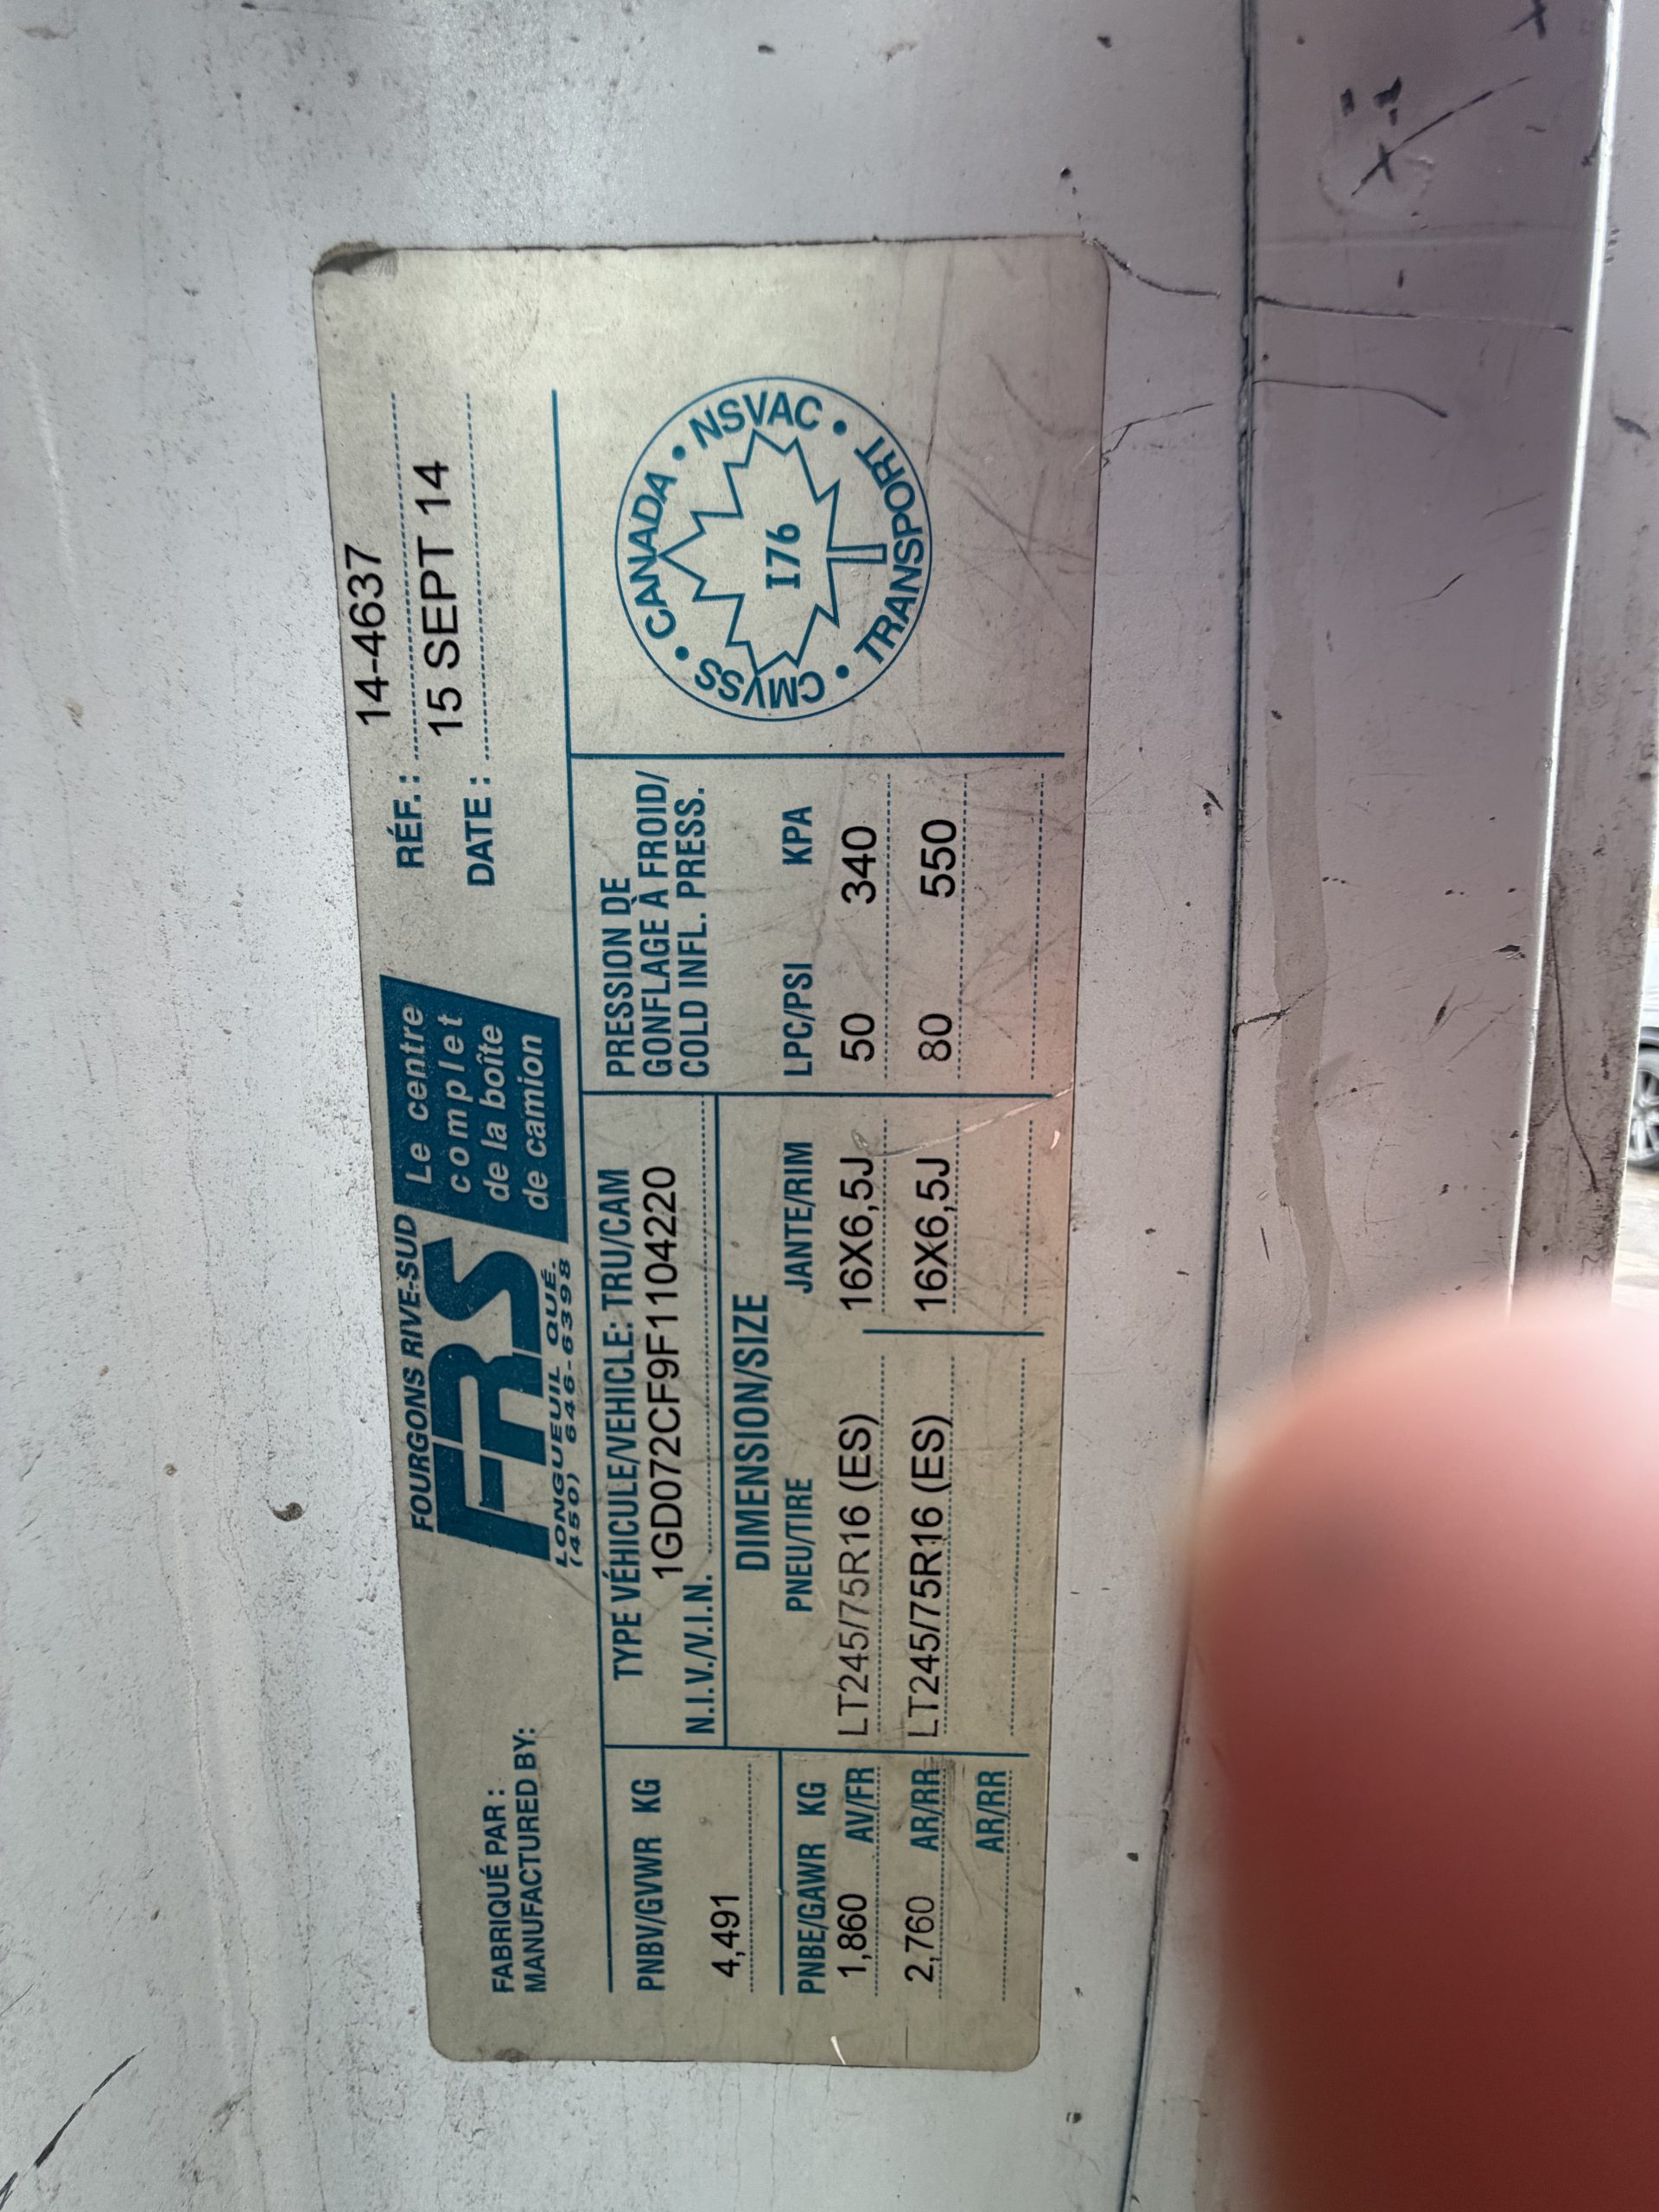 FABRIQUÉ PAR :
MANUFACTURED BY:
FOURGONS RIVE-SUD
FRS
LONGUEUIL QUÉ.
(450) 646-6398
Le centre
complet
de la boîte
de camion
RÉF. : 14-4637
DATE : 15 SEPT 14
PNBV/GVWR KG
4,491
TYPE VÉHICULE/VEHICLE: TRU/CAM
1GD072CF9F1104220
N.I.V./V.I.N.
PRESSION DE
GONFLAGE À FROID/
COLD INFL. PRESS.
DIMENSION/SIZE
PNBE/GAWR KG PNEU/TIRE JANTE/RIM LPC/PSI KPA
1,860 AV/FR LT245/75R16 (ES) 16X6,5J 50 340
2,760 AR/RR LT245/75R16 (ES) 16X6,5J 80 550
AR/RR
CMVSS • CANADA • NSVAC • TRANSPORT •
I76